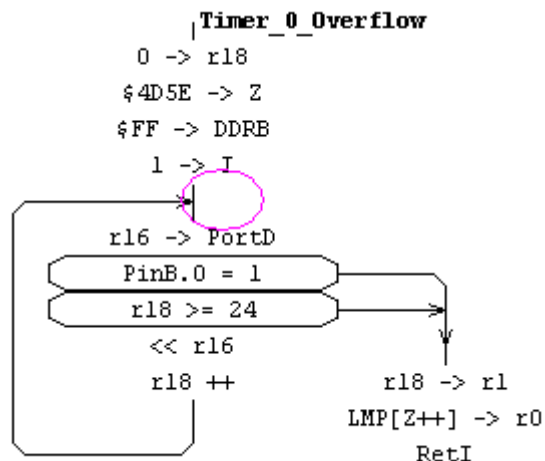 Timer_0_Overflow
0 -> r18
$4D5E -> Z
$FF -> DDRB
1 -> I
r16 -> PortD
PinB.0 = 1
r18 >= 24
<< r16
r18 ++
r18 -> r1
LMP[Z++] -> r0
RetI